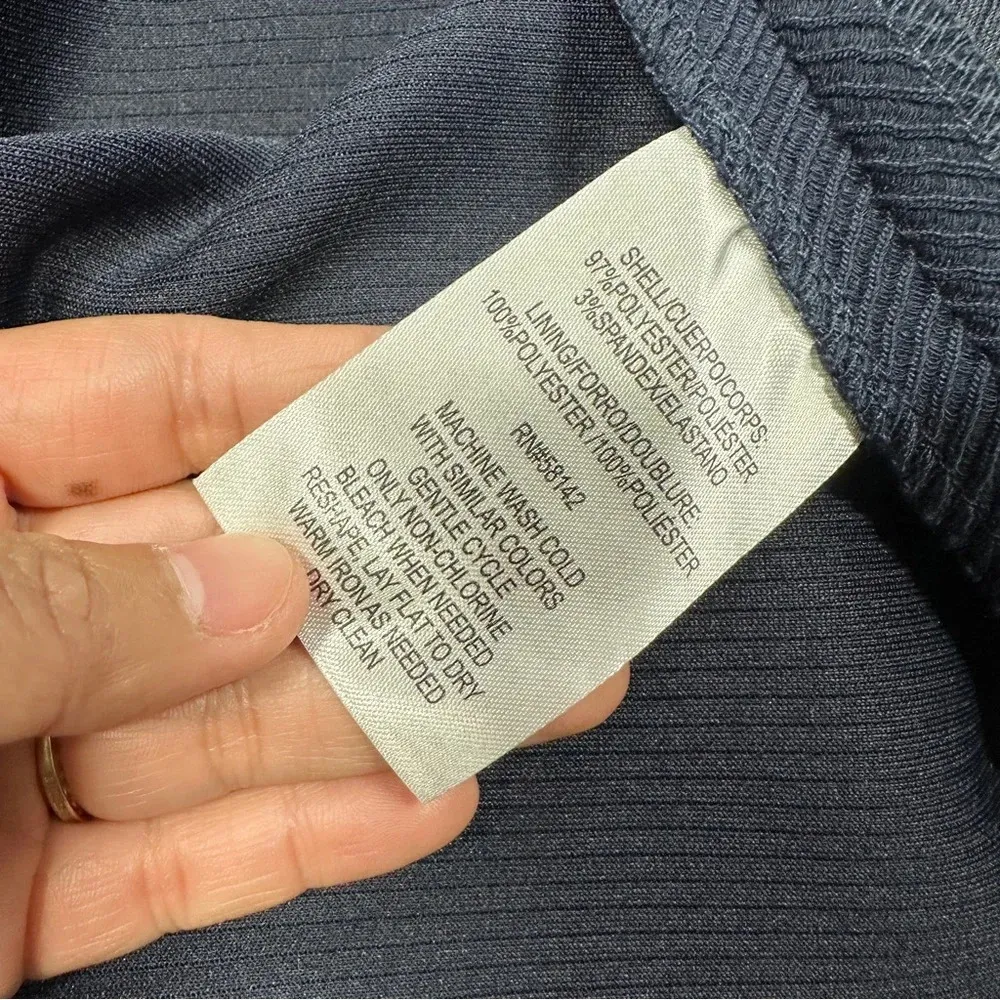 SHELL/CUERPO/CORPS:
97%POLYESTER/POLIÉSTER
3%SPANDEX/ELASTANO
LINING/FORRO/DOUBLURE
100%POLYESTER /100%POLIESTER
RN#58142
MACHINE WASH COLD
WITH SIMILAR COLORS
GENTLE CYCLE
ONLY NON-CHLORINE
BLEACH WHEN NEEDED
RESHAPE, LAY FLAT TO DRY
WARM IRON AS NEEDED
DRY CLEAN